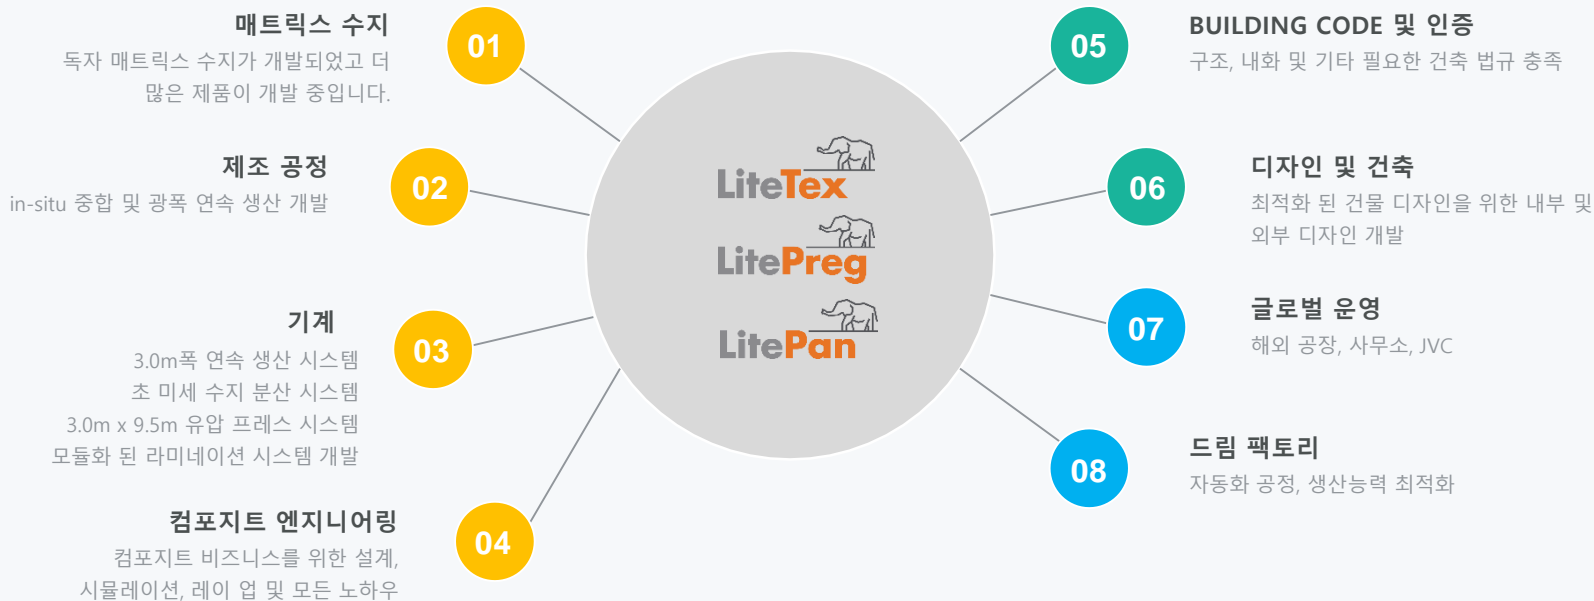 01
매트릭스 수지
독자 매트릭스 수지가 개발되었고 더
많은 제품이 개발 중입니다.
02
제조 공정
in-situ 중합 및 광폭 연속 생산 개발
03
기계
3.0m폭 연속 생산 시스템
초 미세 수지 분산 시스템
3.0m x 9.5m 유압 프레스 시스템
모듈화 된 라미네이션 시스템 개발
04
컴포지트 엔지니어링
컴포지트 비즈니스를 위한 설계,
시뮬레이션, 레이 업 및 모든 노하우
LiteTex
LitePreg
LitePan
05
BUILDING CODE 및 인증
구조, 내화 및 기타 필요한 건축 법규 충족
06
디자인 및 건축
최적화 된 건물 디자인을 위한 내부 및
외부 디자인 개발
07
글로벌 운영
해외 공장, 사무소, JVC
08
드림 팩토리
자동화 공정, 생산능력 최적화